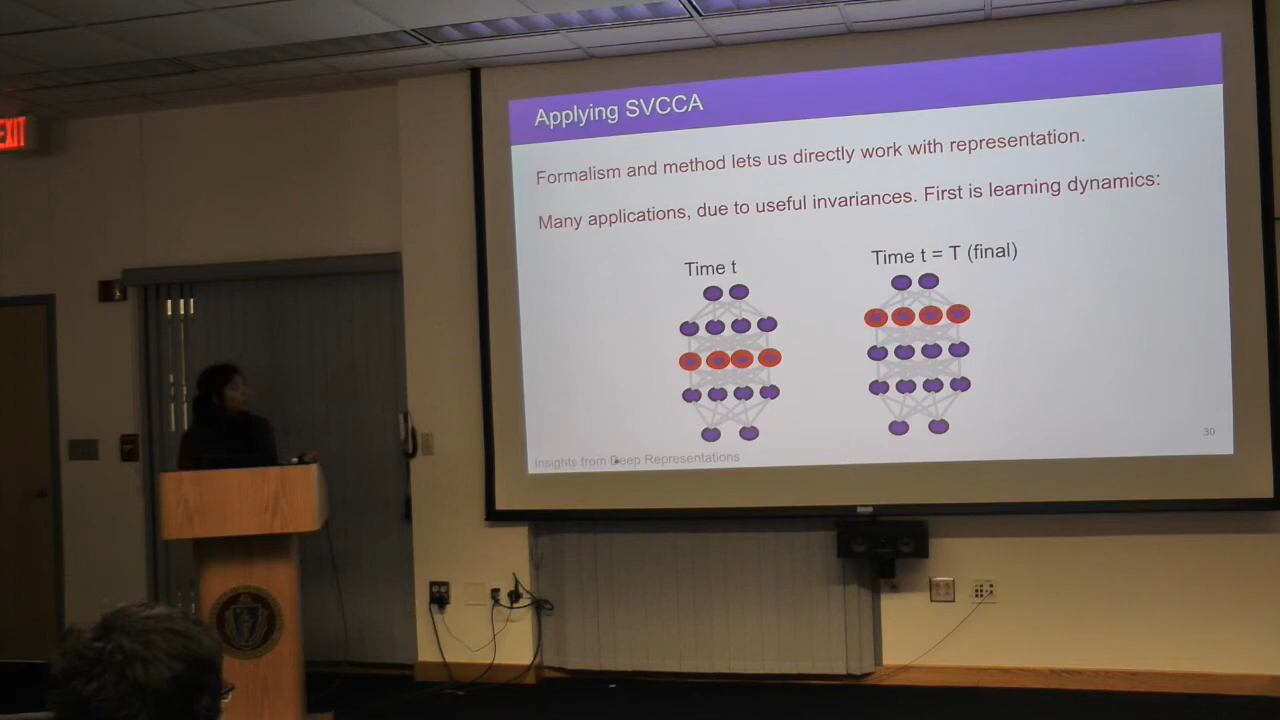 EXIT
Applying SVCCA
Formalism and method lets us directly work with representation.
Many applications, due to useful invariances. First is learning dynamics:
Time t
Time t = T (final)
Insights from Deep Representations
30